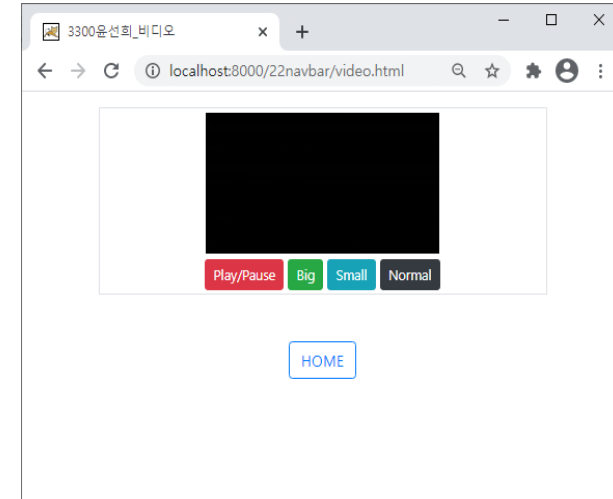 3300윤선희_비디오
localhost:8000/22navbar/video.html
Play/Pause Big Small Normal
HOME